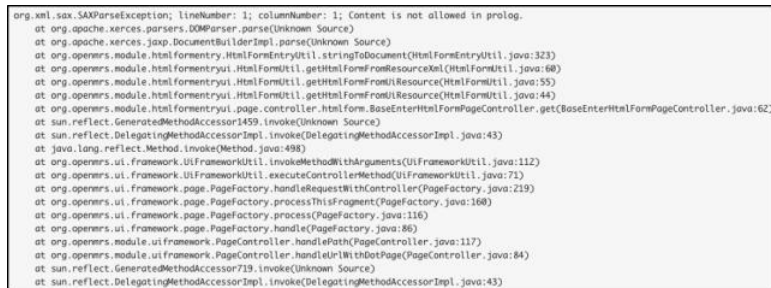 org.xml.sax.SAXParseException; lineNumber: 1; columnNumber: 1; Content is not allowed in prolog.
at org.apache.xerces.parsers.DOMParser.parse(Unknown Source)
at org.apache.xerces.jaxp.DocumentBuilderImpl.parse(Unknown Source)
at org.openmrs.module.htmlformentry.HtmlFormEntryUtil.stringToDocument(HtmlFormEntryUtil.java:323)
at org.openmrs.module.htmlformentryui.HtmlFormUtil.getHtmlFormFromResourceXml(HtmlFormUtil.java:60)
at org.openmrs.module.htmlformentryui.HtmlFormUtil.getHtmlFormFromUiResource(HtmlFormUtil.java:55)
at org.openmrs.module.htmlformentryui.HtmlFormUtil.getHtmlFormFromUiResource(HtmlFormUtil.java:44)
at org.openmrs.module.htmlformentryui.page.controller.htmlform.BaseEnterHtmlFormPageController.get(BaseEnterHtmlFormPageController.java:62)
at sun.reflect.GeneratedMethodAccessor1459.invoke(Unknown Source)
at sun.reflect.DelegatingMethodAccessorImpl.invoke(DelegatingMethodAccessorImpl.java:43)
at java.lang.reflect.Method.invoke(Method.java:498)
at org.openmrs.ui.framework.UiFrameworkUtil.invokeMethodWithArguments(UiFrameworkUtil.java:112)
at org.openmrs.ui.framework.UiFrameworkUtil.executeControllerMethod(UiFrameworkUtil.java:71)
at org.openmrs.ui.framework.page.PageFactory.handleRequestWithController(PageFactory.java:219)
at org.openmrs.ui.framework.page.PageFactory.processThisFragment(PageFactory.java:160)
at org.openmrs.ui.framework.page.PageFactory.process(PageFactory.java:116)
at org.openmrs.ui.framework.page.PageFactory.handle(PageFactory.java:86)
at org.openmrs.module.uiframework.PageController.handlePath(PageController.java:117)
at org.openmrs.module.uiframework.PageController.handleUrlWithDotPage(PageController.java:84)
at sun.reflect.GeneratedMethodAccessor719.invoke(Unknown Source)
at sun.reflect.DelegatingMethodAccessorImpl.invoke(DelegatingMethodAccessorImpl.java:43)